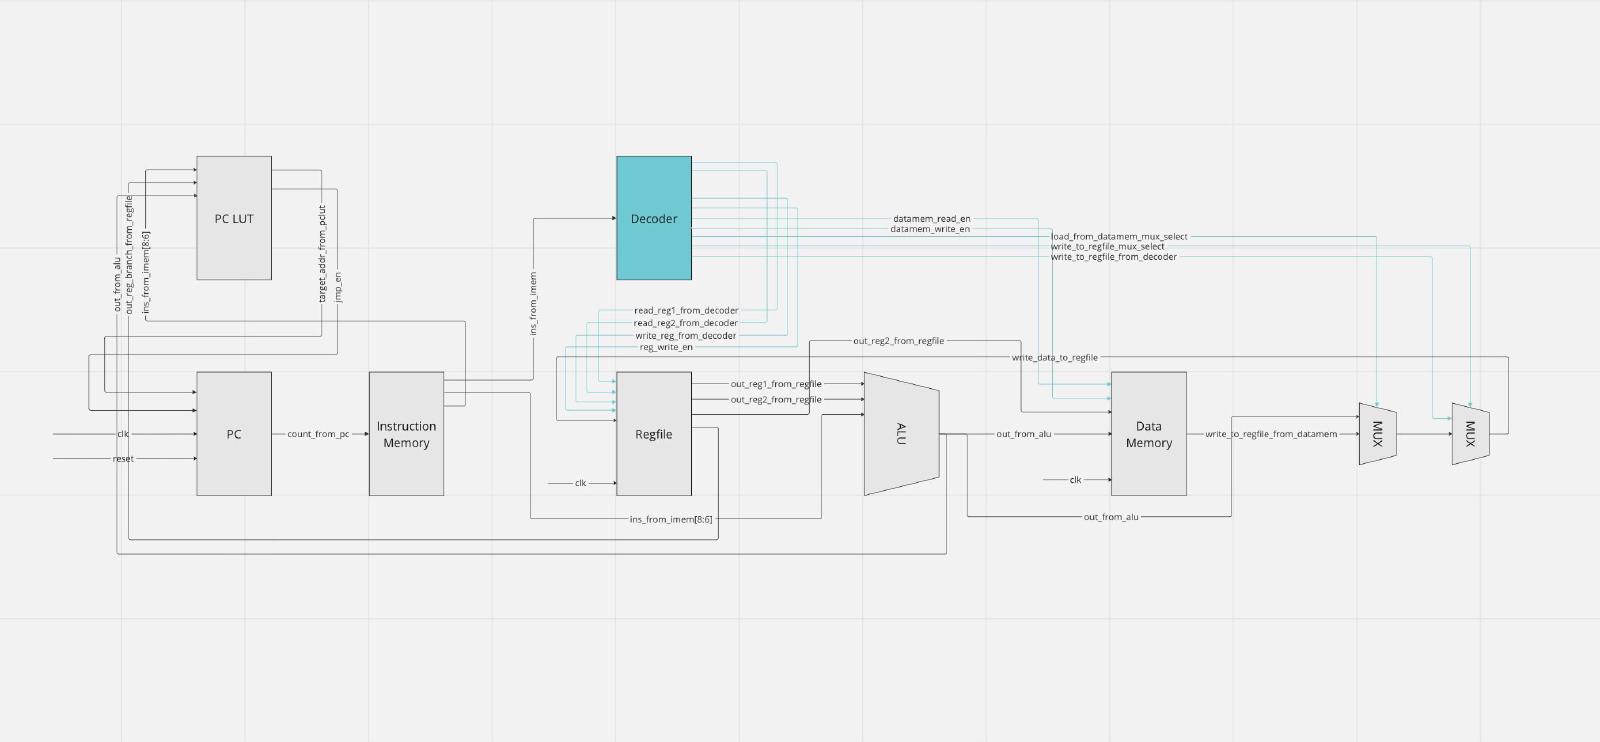 PC LUT
out_from_alu
out_reg_branch_from_regfile
ins_from_imem[8:6]
target_addr_from_pclut
jmp_en
Decoder
ins_from_imem
datamem_read_en
datamem_write_en
load_from_datamem_mux_select
write_to_regfile_mux_select
write_to_regfile_from_decoder
read_reg1_from_decoder
read_reg2_from_decoder
write_reg_from_decoder
reg_write_en
out_reg2_from_regfile
write_data_to_regfile
clk
reset
PC
count_from_pc
Instruction
Memory
Regfile
clk
out_reg1_from_regfile
out_reg2_from_regfile
ALU
out_from_alu
Data
Memory
clk
write_to_regfile_from_datamem
MUX
MUX
ins_from_imem[8:6]
out_from_alu